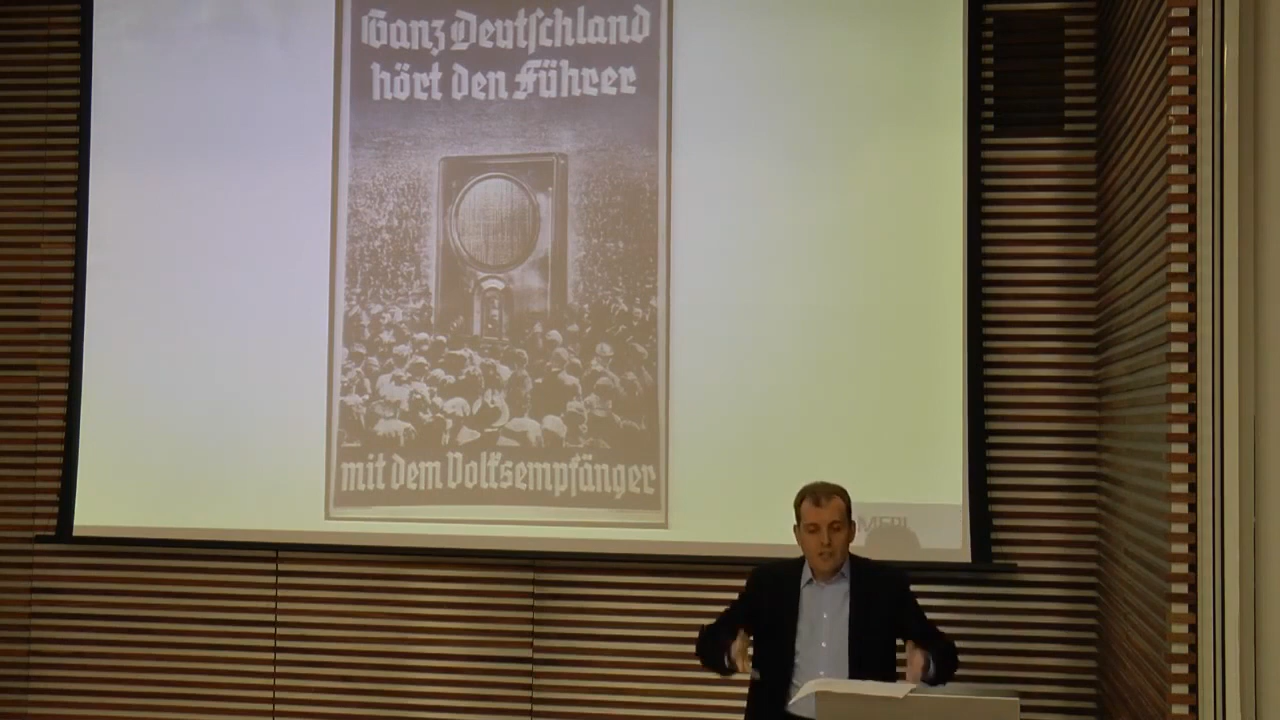 Ganz Deutſchland
hört den Führer
mit dem Volksempfänger